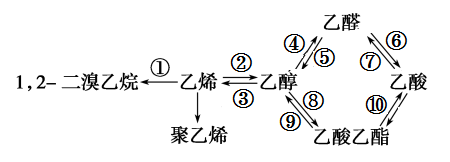 乙醛
④ ⑤ ⑦ ⑥
1,2-二溴乙烷 ① 乙烯 ② ③ 乙醇 乙酸
⑨ ⑧ ⑩
聚乙烯 乙酸乙酯